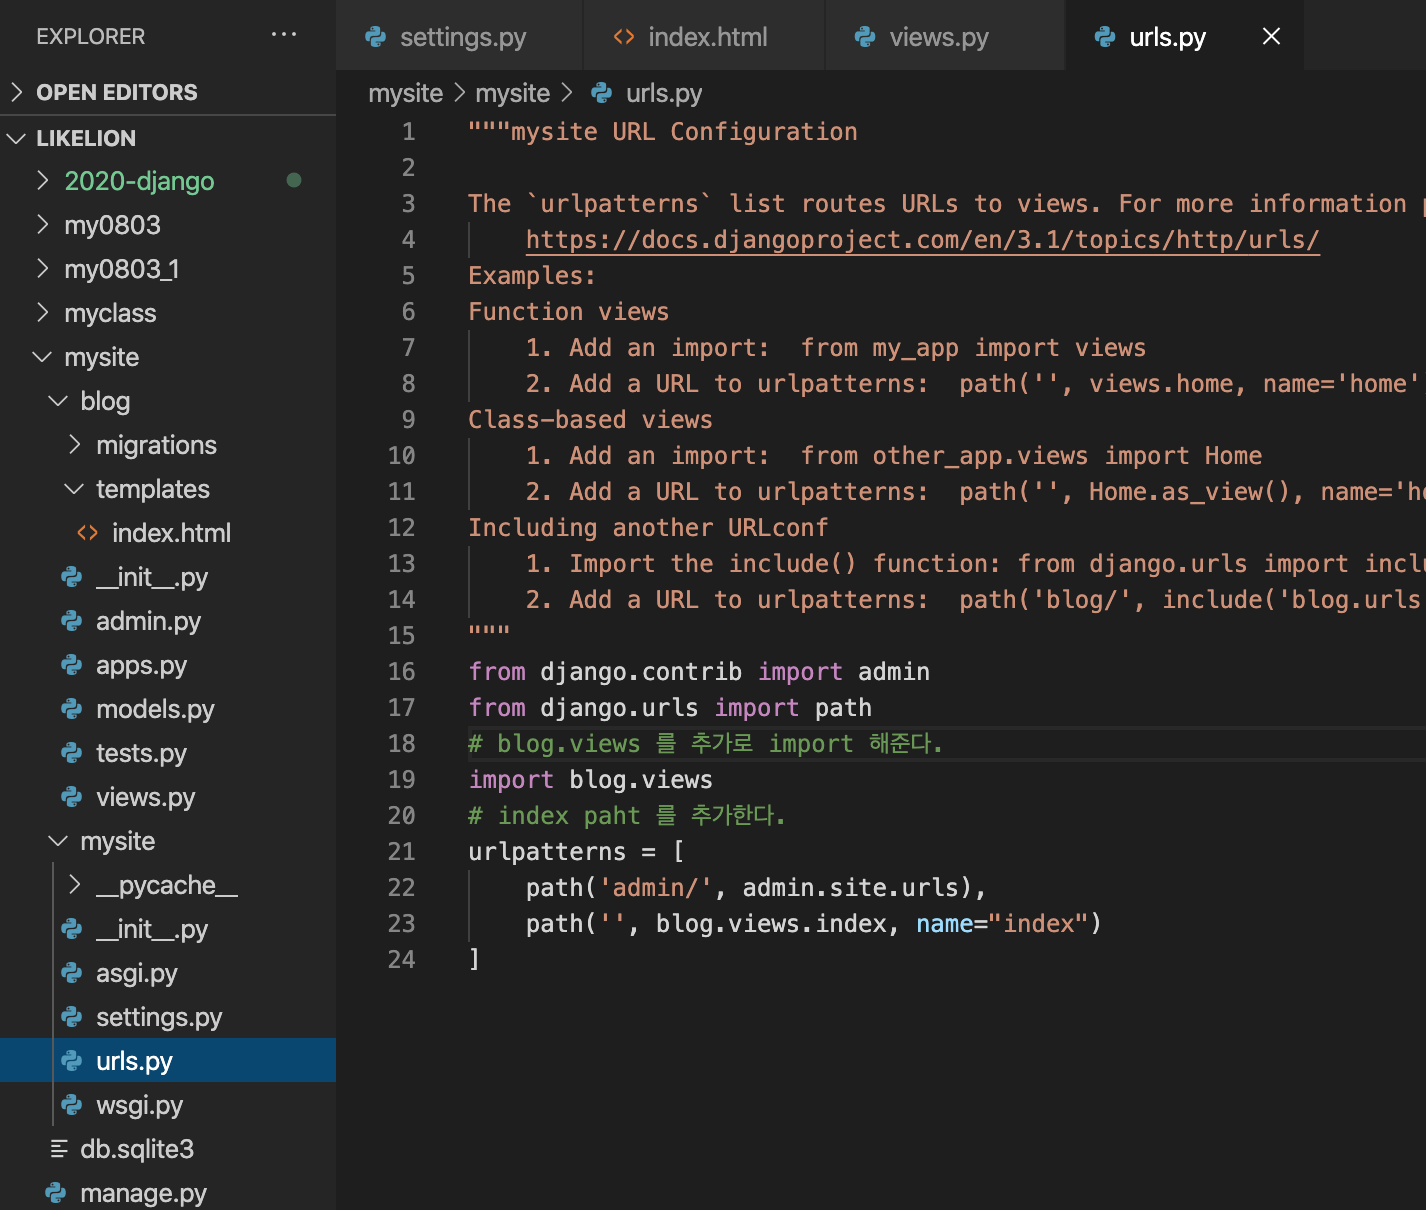 EXPLORER
···
OPEN EDITORS
LIKELION
2020-django
my0803
my0803_1
myclass
mysite
blog
migrations
templates
index.html
__init__.py
admin.py
apps.py
models.py
tests.py
views.py
mysite
__pycache__
__init__.py
asgi.py
settings.py
urls.py
wsgi.py
db.sqlite3
manage.py
settings.py
index.html
views.py
urls.py
mysite > mysite > urls.py
1 """mysite URL Configuration
2
3 The `urlpatterns` list routes URLs to views. For more information
4 https://docs.djangoproject.com/en/3.1/topics/http/urls/
5 Examples:
6 Function views
7 1. Add an import:  from my_app import views
8 2. Add a URL to urlpatterns:  path('', views.home, name='home'
9 Class-based views
10 1. Add an import:  from other_app.views import Home
11 2. Add a URL to urlpatterns:  path('', Home.as_view(), name='ho
12 Including another URLconf
13 1. Import the include() function: from django.urls import inclu
14 2. Add a URL to urlpatterns:  path('blog/', include('blog.urls
15 """
16 from django.contrib import admin
17 from django.urls import path
18 # blog.views 를 추가로 import 해준다.
19 import blog.views
20 # index paht 를 추가한다.
21 urlpatterns = [
22 path('admin/', admin.site.urls),
23 path('', blog.views.index, name="index")
24 ]